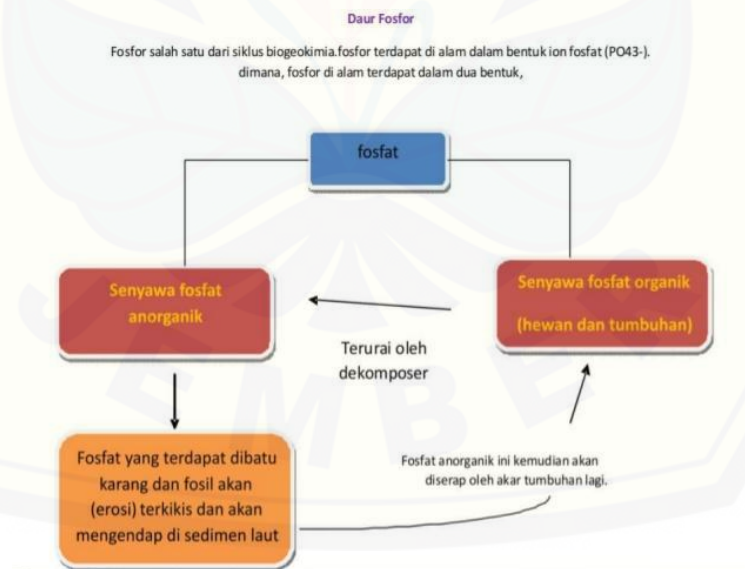 Daur Fosfor
Fosfor salah satu dari siklus biogeokimia.fosfor terdapat di alam dalam bentuk ion fosfat (PO43-).
dimana, fosfor di alam terdapat dalam dua bentuk,
fosfat
Senyawa fosfat
anorganik
Senyawa fosfat organik
(hewan dan tumbuhan)
Terurai oleh
dekomposer
Fosfat yang terdapat dibatu
karang dan fosil akan
(erosi) terkikis dan akan
mengendap di sedimen laut
Fosfat anorganik ini kemudian akan
diserap oleh akar tumbuhan lagi.
JEMBER